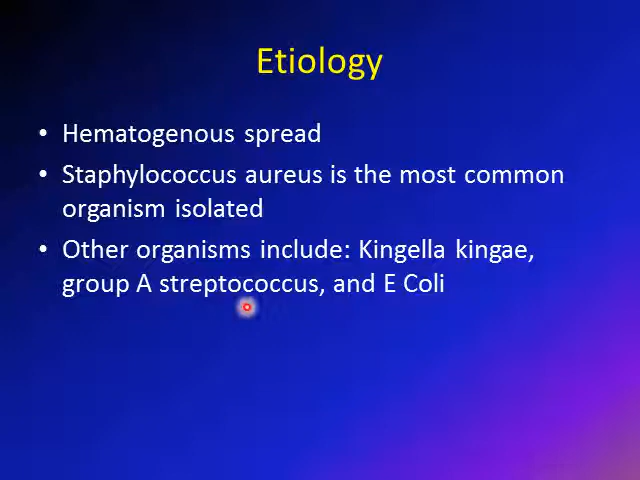 Etiology
• Hematogenous spread
• Staphylococcus aureus is the most common
organism isolated
• Other organisms include: Kingella kingae,
group A streptococcus, and E Coli